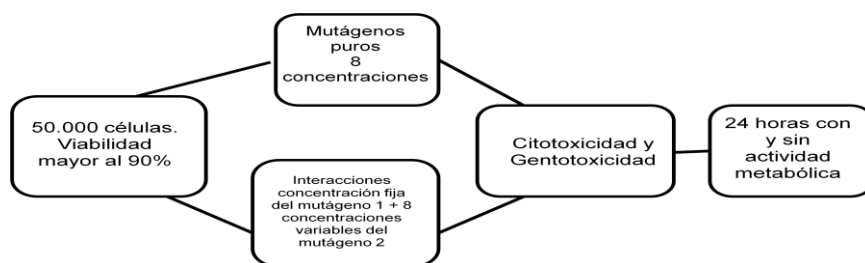 Mutágenos
puros
8
concentraciones
50.000 células.
Viabilidad
mayor al 90%
Interacciones
concentración fija
del mutágeno 1 + 8
concentraciones
variables del
mutágeno 2
Citotoxicidad y
Gentotoxicidad
24 horas con
y sin
actividad
metabólica